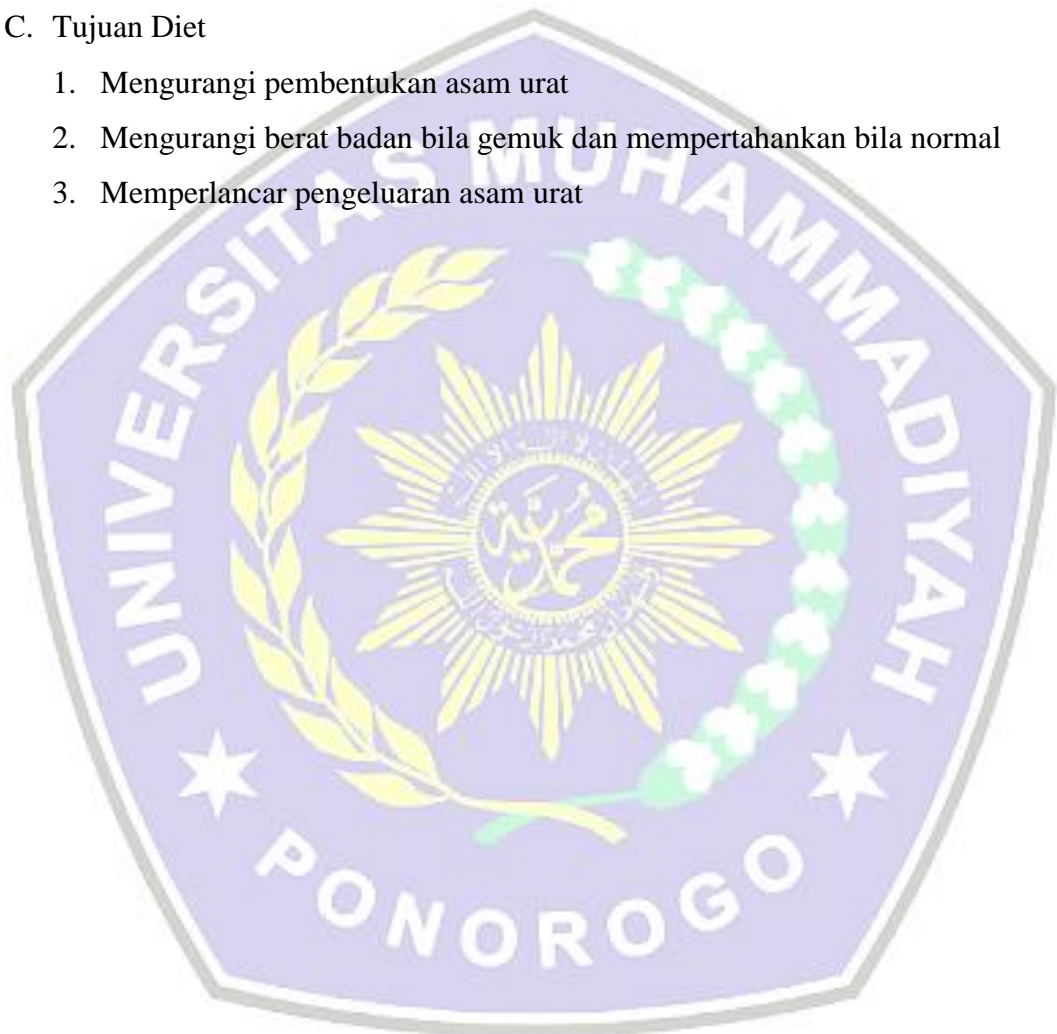 C. Tujuan Diet
1. Mengurangi pembentukan asam urat
2. Mengurangi berat badan bila gemuk dan mempertahankan bila normal
3. Memperlancar pengeluaran asam urat
UNIVERSITAS MUHAMMADIYAH
PONOROGO